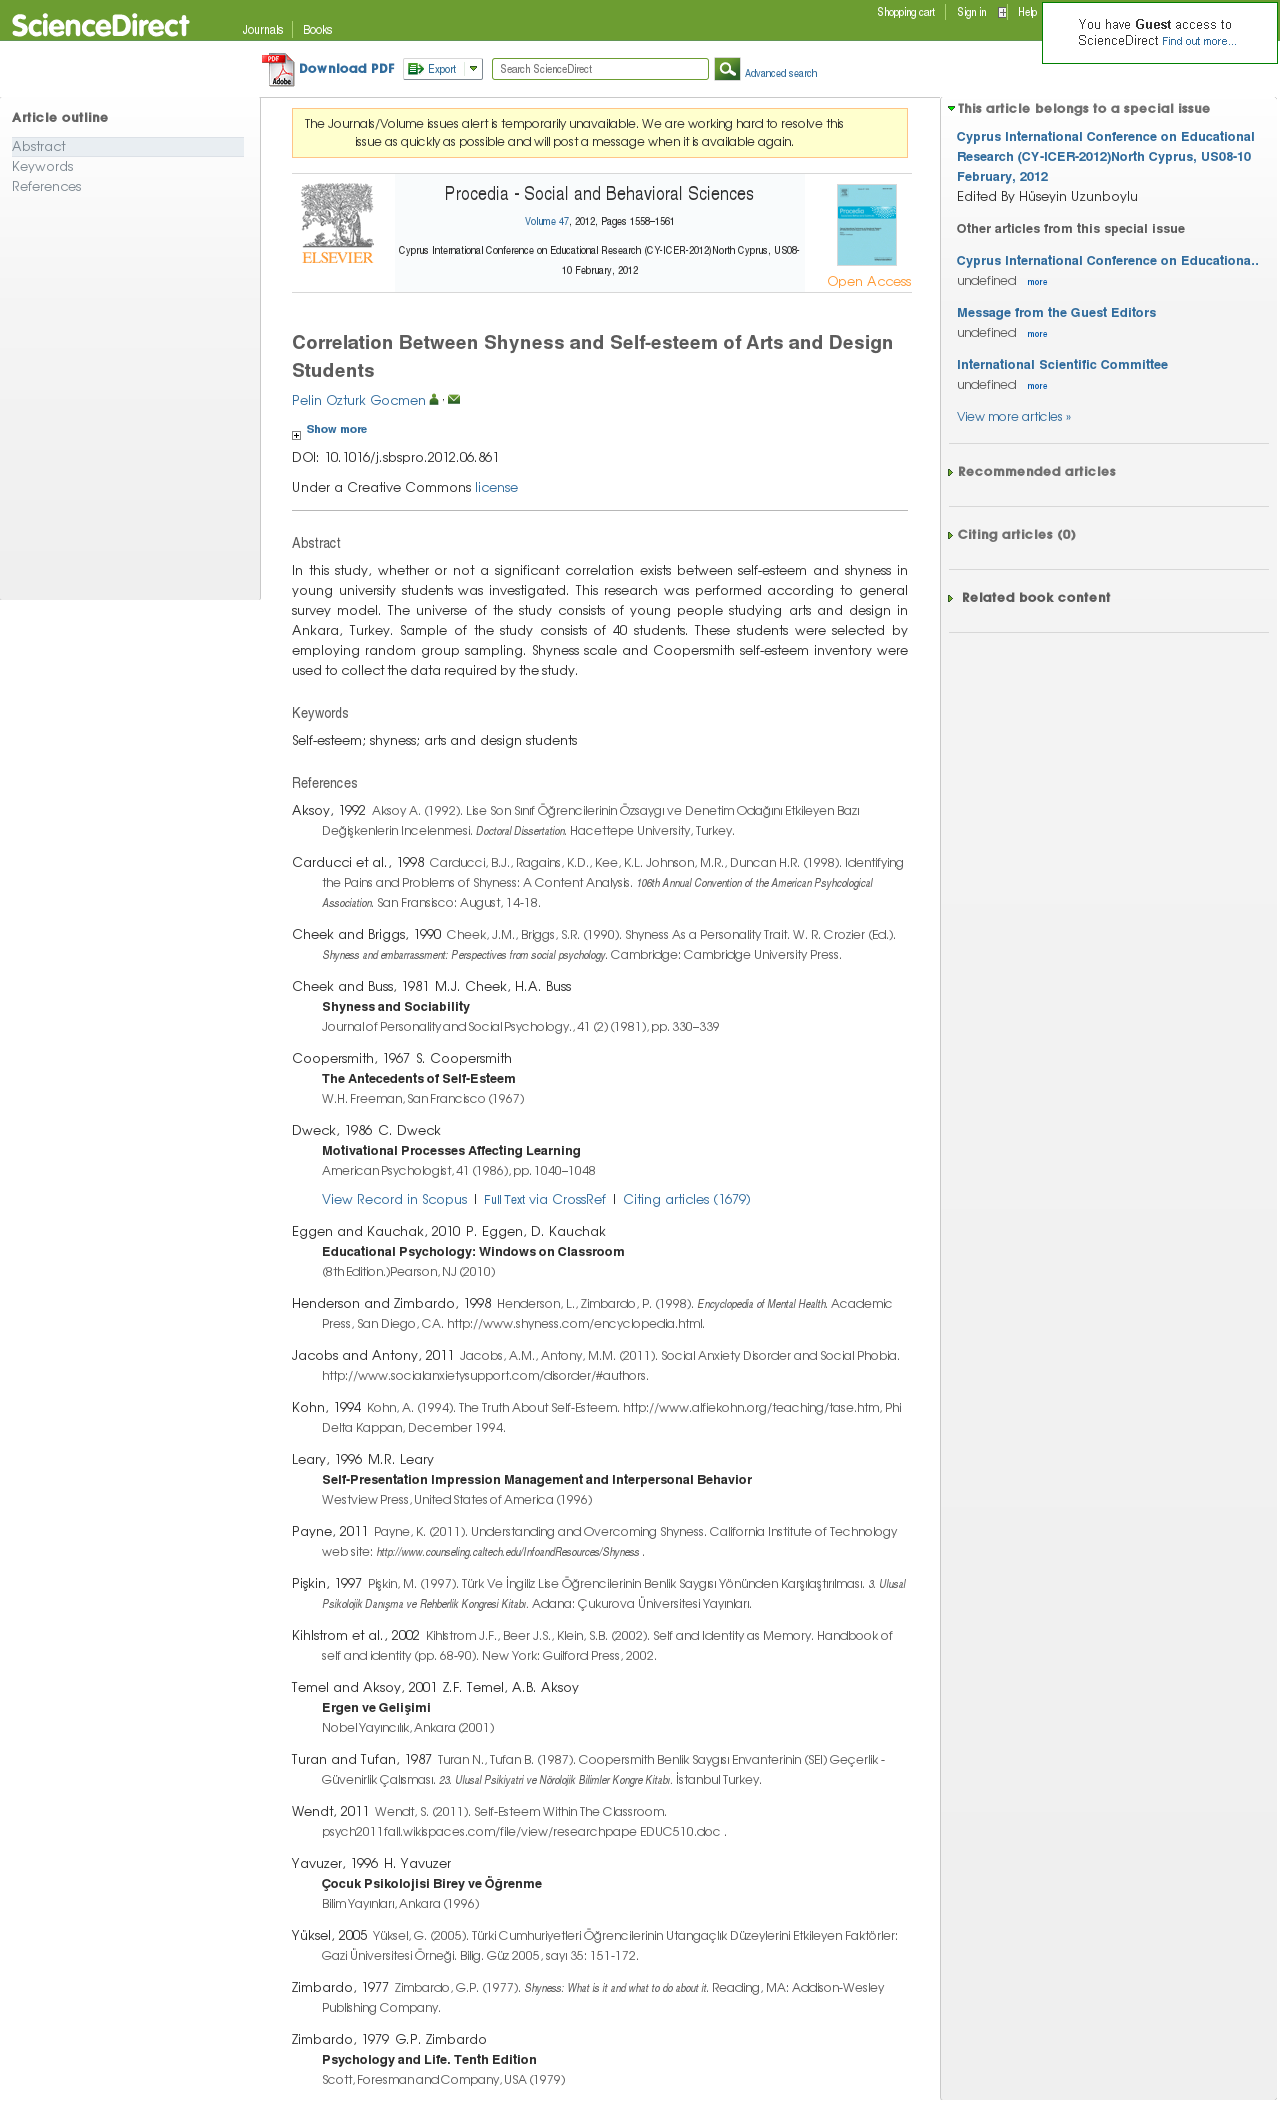 ScienceDirect
Journals
Books
Shopping cart
Sign in
Help
You have Guest access to
ScienceDirect Find out more...
Download PDF
Export
Search ScienceDirect
Advanced search
Article outline
Abstract
Keywords
References
The Journals/Volume issues alert is temporarily unavailable. We are working hard to resolve this
issue as quickly as possible and will post a message when it is available again.
ELSEVIER
Procedia - Social and Behavioral Sciences
Volume 47, 2012, Pages 1558–1561
Cyprus International Conference on Educational Research (CY-ICER-2012)North Cyprus, US08-
10 February, 2012
Procedia
Open Access
Correlation Between Shyness and Self-esteem of Arts and Design
Students
Pelin Ozturk Gocmen
Show more
DOI: 10.1016/j.sbspro.2012.06.861
Under a Creative Commons license
Abstract
In this study, whether or not a significant correlation exists between self-esteem and shyness in
young university students was investigated. This research was performed according to general
survey model. The universe of the study consists of young people studying arts and design in
Ankara, Turkey. Sample of the study consists of 40 students. These students were selected by
employing random group sampling. Shyness scale and Coopersmith self-esteem inventory were
used to collect the data required by the study.
Keywords
Self-esteem; shyness; arts and design students
References
Aksoy, 1992 Aksoy A. (1992). Lise Son Sınıf Öğrencilerinin Özsaygı ve Denetim Odağını Etkileyen Bazı
Değişkenlerin Incelenmesi. Doctoral Dissertation. Hacettepe University, Turkey.
Carducci et al., 1998 Carducci, B.J., Ragains, K.D., Kee, K.L. Johnson, M.R., Duncan H.R. (1998). Identifying
the Pains and Problems of Shyness: A Content Analysis. 106th Annual Convention of the American Psyhcological
Association. San Fransisco: August, 14-18.
Cheek and Briggs, 1990 Cheek, J.M., Briggs, S.R. (1990). Shyness As a Personality Trait. W. R. Crozier (Ed.).
Shyness and embarrassment: Perspectives from social psychology. Cambridge: Cambridge University Press.
Cheek and Buss, 1981 M.J. Cheek, H.A. Buss
Shyness and Sociability
Journal of Personality and Social Psychology., 41 (2) (1981), pp. 330–339
Coopersmith, 1967 S. Coopersmith
The Antecedents of Self-Esteem
W.H. Freeman, San Francisco (1967)
Dweck, 1986 C. Dweck
Motivational Processes Affecting Learning
American Psychologist, 41 (1986), pp. 1040–1048
View Record in Scopus | Full Text via CrossRef | Citing articles (1679)
Eggen and Kauchak, 2010 P. Eggen, D. Kauchak
Educational Psychology: Windows on Classroom
(8th Edition.)Pearson, NJ (2010)
Henderson and Zimbardo, 1998 Henderson, L., Zimbardo, P. (1998). Encyclopedia of Mental Health. Academic
Press, San Diego, CA. http://www.shyness.com/encyclopedia.html.
Jacobs and Antony, 2011 Jacobs, A.M., Antony, M.M. (2011). Social Anxiety Disorder and Social Phobia.
http://www.socialanxietysupport.com/disorder/#authors.
Kohn, 1994 Kohn, A. (1994). The Truth About Self-Esteem. http://www.alfiekohn.org/teaching/tase.htm, Phi
Delta Kappan, December 1994.
Leary, 1996 M.R. Leary
Self-Presentation Impression Management and Interpersonal Behavior
Westview Press, United States of America (1996)
Payne, 2011 Payne, K. (2011). Understanding and Overcoming Shyness. California Institute of Technology
web site: http://www.counseling.caltech.edu/InfoandResources/Shyness .
Pişkin, 1997 Pişkin, M. (1997). Türk Ve İngiliz Lise Öğrencilerinin Benlik Saygısı Yönünden Karşılaştırılması. 3. Ulusal
Psikolojik Danışma ve Rehberlik Kongresi Kitabı. Adana: Çukurova Üniversitesi Yayınları.
Kihlstrom et al., 2002 Kihlstrom J.F., Beer J.S., Klein, S.B. (2002). Self and Identity as Memory. Handbook of
self and identity (pp. 68-90). New York: Guilford Press, 2002.
Temel and Aksoy, 2001 Z.F. Temel, A.B. Aksoy
Ergen ve Gelişimi
Nobel Yayıncılık, Ankara (2001)
Turan and Tufan, 1987 Turan N., Tufan B. (1987). Coopersmith Benlik Saygısı Envanterinin (SEI) Geçerlik -
Güvenirlik Çalısması. 23. Ulusal Psikiyatri ve Nörolojik Bilimler Kongre Kitabı. İstanbul Turkey.
Wendt, 2011 Wendt, S. (2011). Self-Esteem Within The Classroom.
psych2011fall.wikispaces.com/file/view/researchpape EDUC510.doc .
Yavuzer, 1996 H. Yavuzer
Çocuk Psikolojisi Birey ve Öğrenme
Bilim Yayınları, Ankara (1996)
Yüksel, 2005 Yüksel, G. (2005). Türki Cumhuriyetleri Öğrencilerinin Utangaçlık Düzeylerini Etkileyen Faktörler:
Gazi Üniversitesi Örneği. Bilig. Güz 2005, sayı 35: 151-172.
Zimbardo, 1977 Zimbardo, G.P. (1977). Shyness: What is it and what to do about it. Reading, MA: Addison-Wesley
Publishing Company.
Zimbardo, 1979 G.P. Zimbardo
Psychology and Life. Tenth Edition
Scott, Foresman and Company, USA (1979)
This article belongs to a special issue
Cyprus International Conference on Educational
Research (CY-ICER-2012)North Cyprus, US08-10
February, 2012
Edited By Hüseyin Uzunboylu
Other articles from this special issue
Cyprus International Conference on Educationa..
undefined more
Message from the Guest Editors
undefined more
International Scientific Committee
undefined more
View more articles »
Recommended articles
Citing articles (0)
Related book content